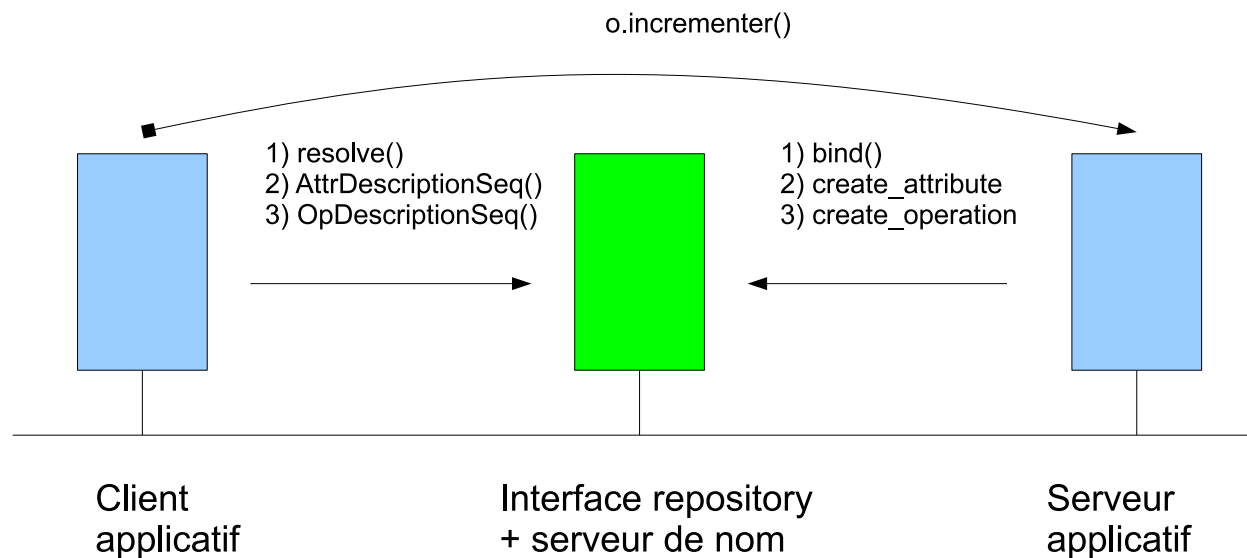 o.incrementer()
1) resolve()
2) AttrDescriptionSeq()
3) OpDescriptionSeq()
1) bind()
2) create_attribute
3) create_operation
Client
applicatif
Interface repository
+ serveur de nom
Serveur
applicatif